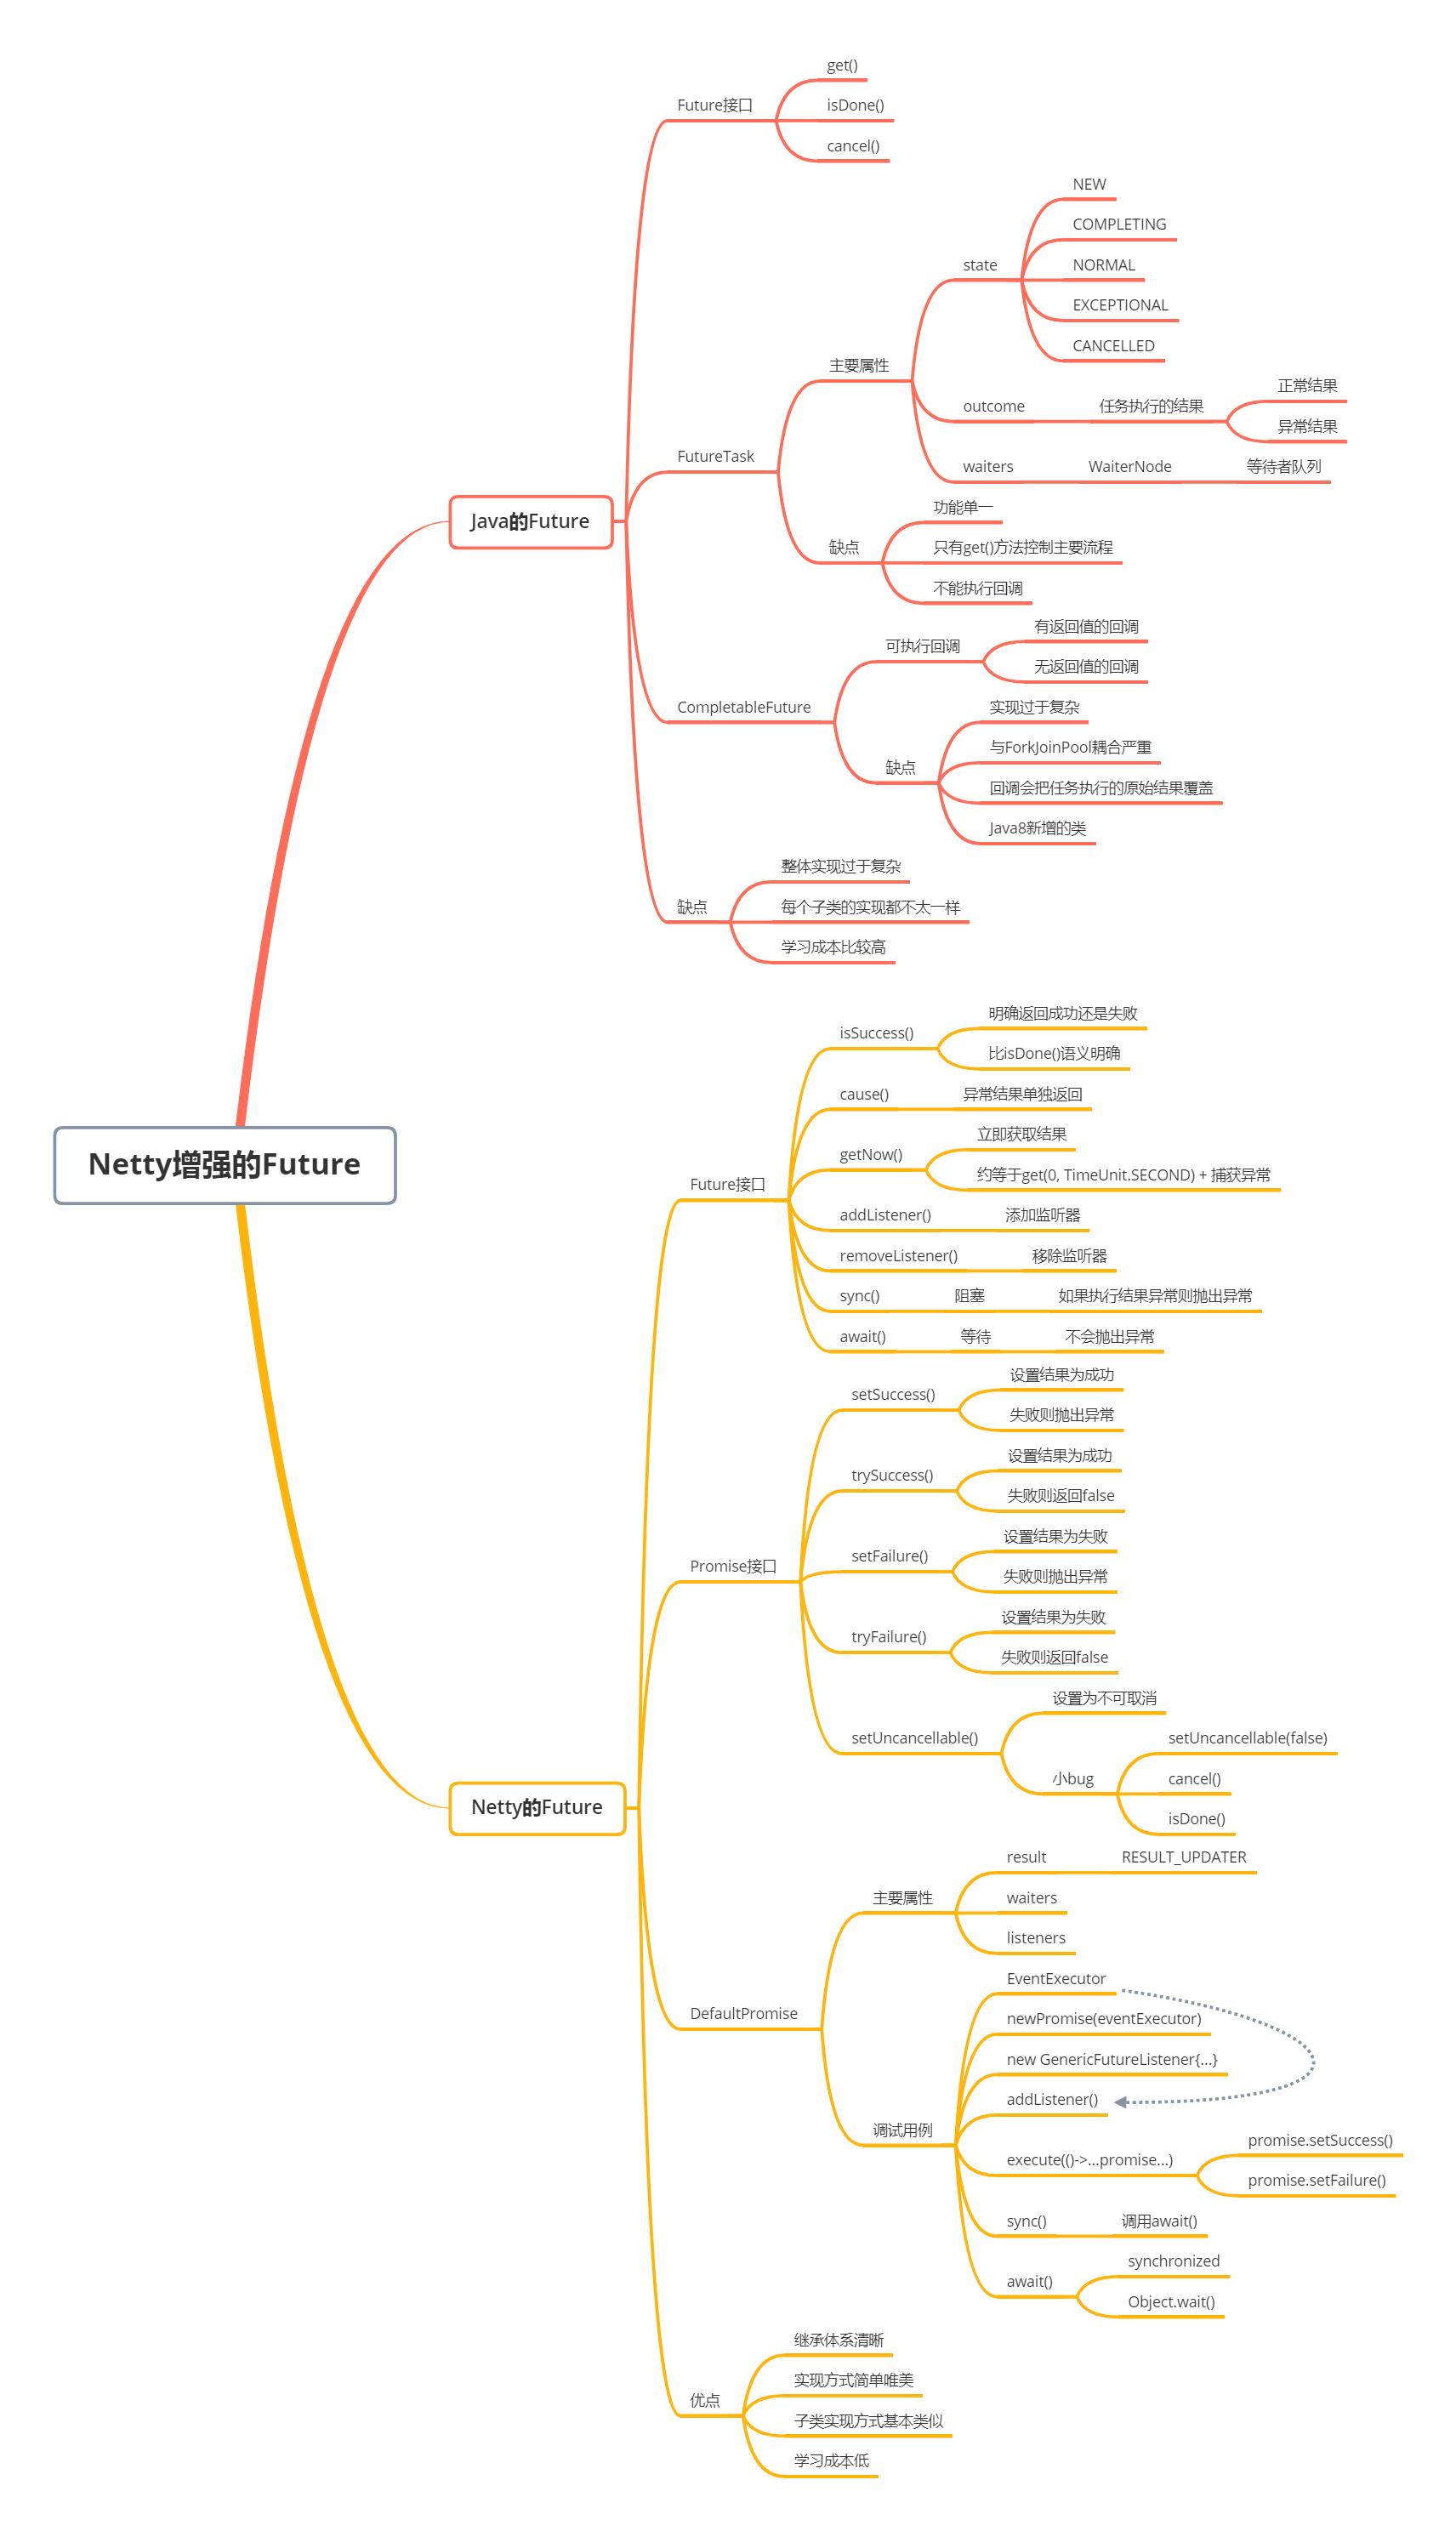 Netty增强的Future
Java的Future
Future接口
get()
isDone()
cancel()
FutureTask
主要属性
state
NEW
COMPLETING
NORMAL
EXCEPTIONAL
CANCELLED
outcome
任务执行的结果
正常结果
异常结果
waiters
WaiterNode
等待者队列
缺点
功能单一
只有get()方法控制主要流程
不能执行回调
CompletableFuture
可执行回调
有返回值的回调
无返回值的回调
缺点
实现过于复杂
与ForkJoinPool耦合严重
回调会把任务执行的原始结果覆盖
Java8新增的类
缺点
整体实现过于复杂
每个子类的实现都不太一样
学习成本比较高
Netty的Future
Future接口
isSuccess()
明确返回成功还是失败
比isDone()语义明确
cause()
异常结果单独返回
getNow()
立即获取结果
约等于get(0, TimeUnit.SECOND) + 捕获异常
addListener()
添加监听器
removeListener()
移除监听器
sync()
阻塞
如果执行结果异常则抛出异常
await()
等待
不会抛出异常
Promise接口
setSuccess()
设置结果为成功
失败则抛出异常
trySuccess()
设置结果为成功
失败则返回false
setFailure()
设置结果为失败
失败则抛出异常
tryFailure()
设置结果为失败
失败则返回false
setUncancellable()
设置为不可取消
小bug
setUncancellable(false)
cancel()
isDone()
DefaultPromise
主要属性
result
RESULT_UPDATER
waiters
listeners
调试用例
EventExecutor
newPromise(eventExecutor)
new GenericFutureListener{...}
addListener()
execute(()->...promise...)
promise.setSuccess()
promise.setFailure()
sync()
调用await()
await()
synchronized
Object.wait()
优点
继承体系清晰
实现方式简单唯美
子类实现方式基本类似
学习成本低